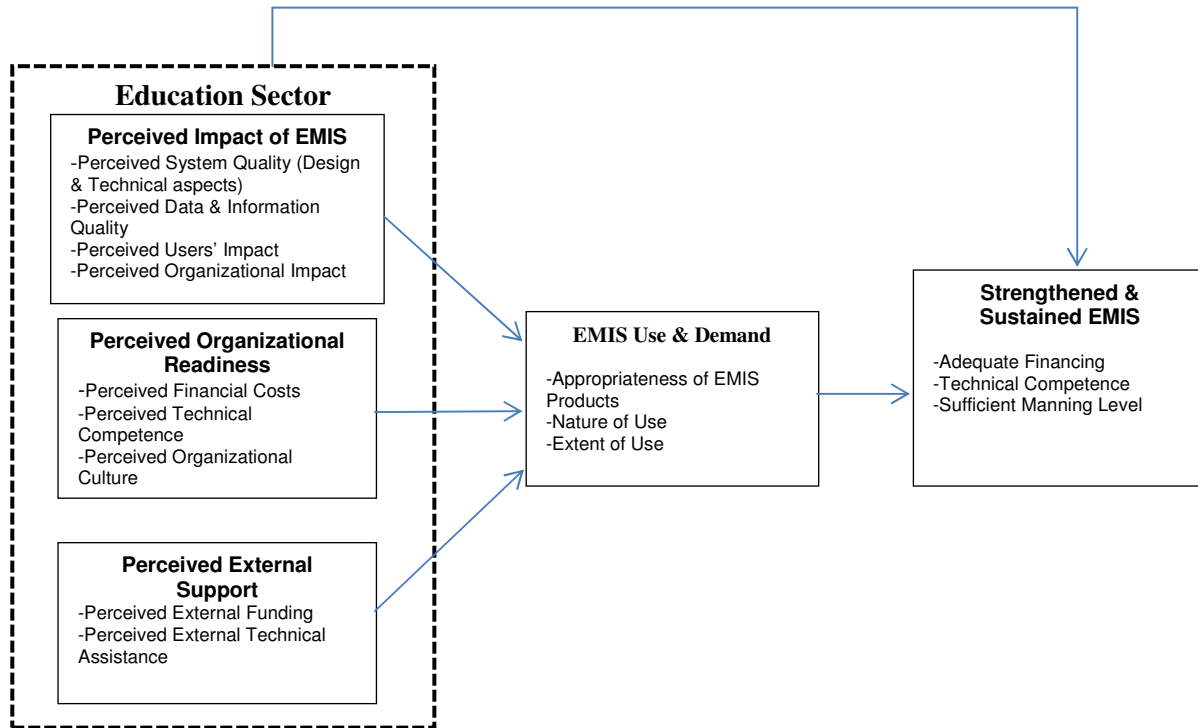 Education Sector
Perceived Impact of EMIS
-Perceived System Quality (Design
& Technical aspects)
-Perceived Data & Information
Quality
-Perceived Users’ Impact
-Perceived Organizational Impact
Perceived Organizational
Readiness
-Perceived Financial Costs
-Perceived Technical
Competence
-Perceived Organizational
Culture
Perceived External
Support
-Perceived External Funding
-Perceived External Technical
Assistance
EMIS Use & Demand
-Appropriateness of EMIS
Products
-Nature of Use
-Extent of Use
Strengthened &
Sustained EMIS
-Adequate Financing
-Technical Competence
-Sufficient Manning Level